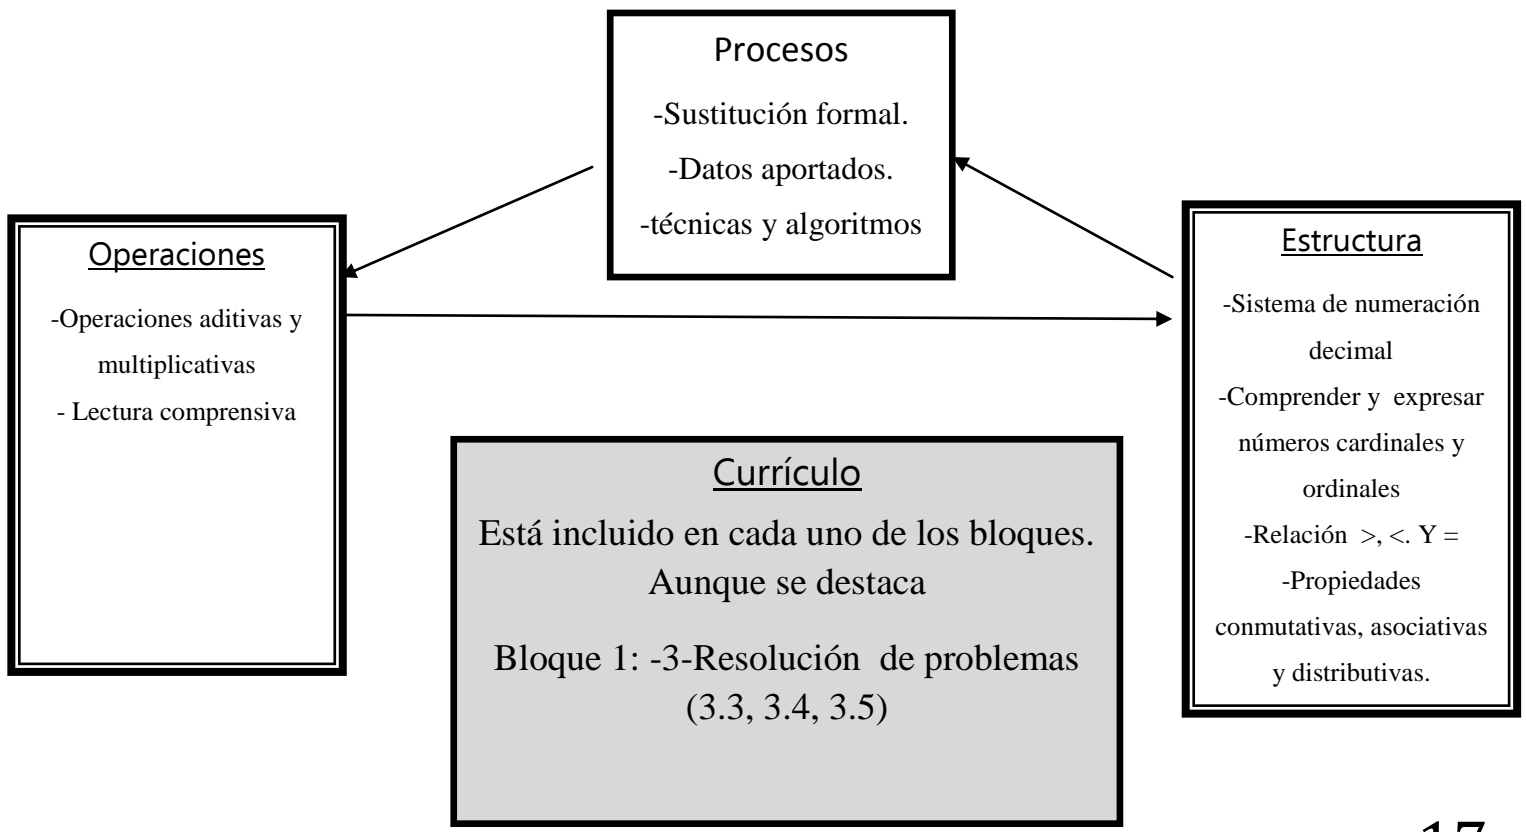 Procesos
-Sustitución formal.
-Datos aportados.
-técnicas y algoritmos
Operaciones
-Operaciones aditivas y
multiplicativas
- Lectura comprensiva
Estructura
-Sistema de numeración
decimal
-Comprender y expresar
números cardinales y
ordinales
-Relación >, <. Y =
-Propiedades
conmutativas, asociativas
y distributivas.
Currículo
Está incluido en cada uno de los bloques.
Aunque se destaca
Bloque 1: -3-Resolución de problemas
(3.3, 3.4, 3.5)
17